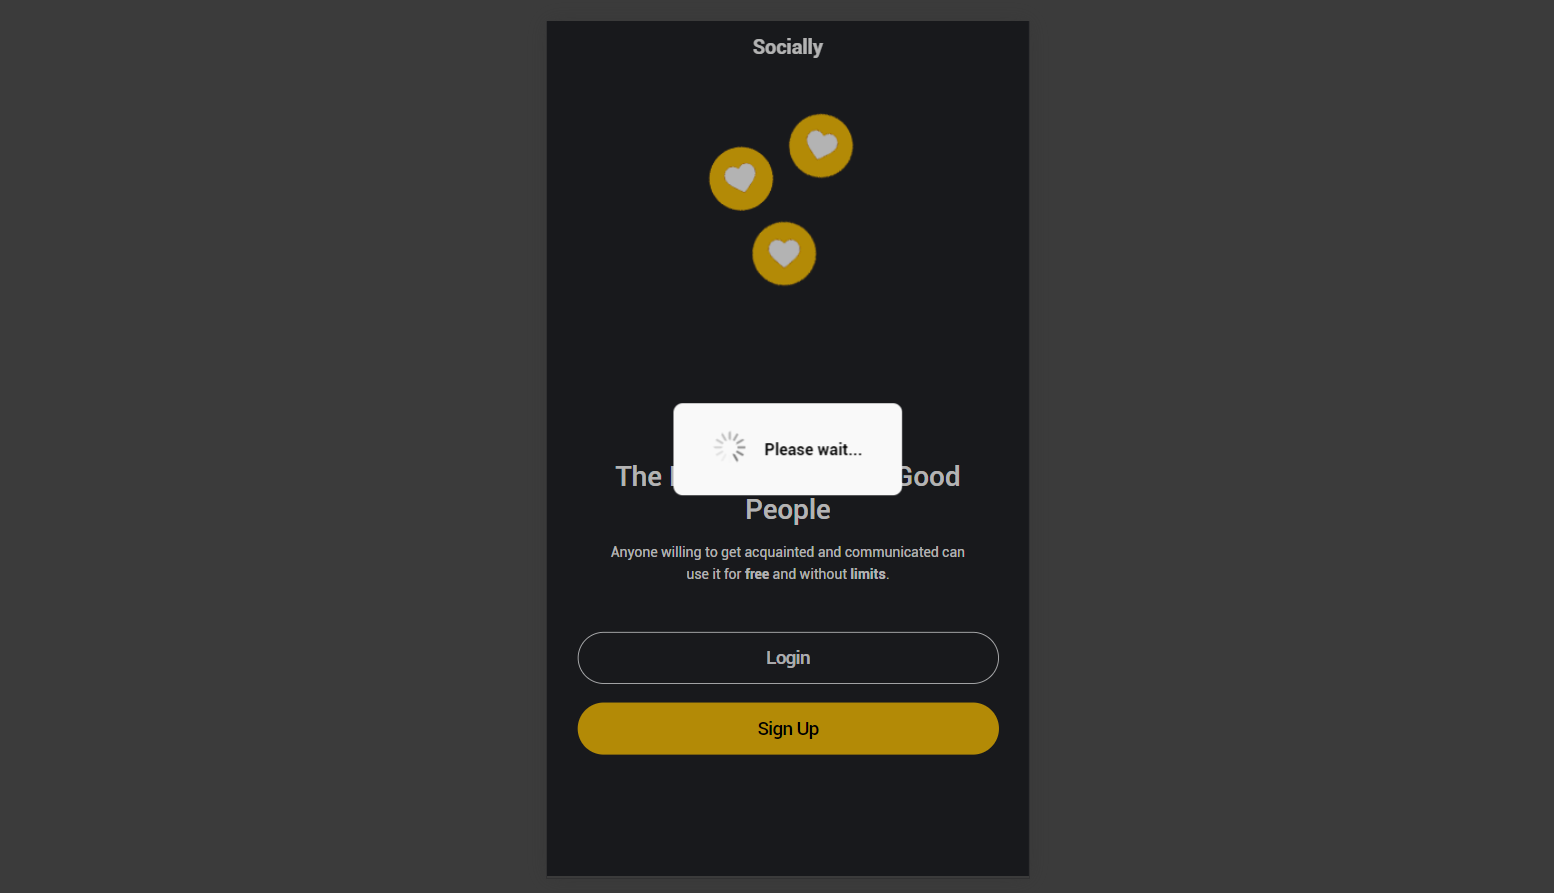 Socially
Please wait...
The Good
People
Anyone willing to get acquainted and communicated can
use it for free and without limits.
Login
Sign Up